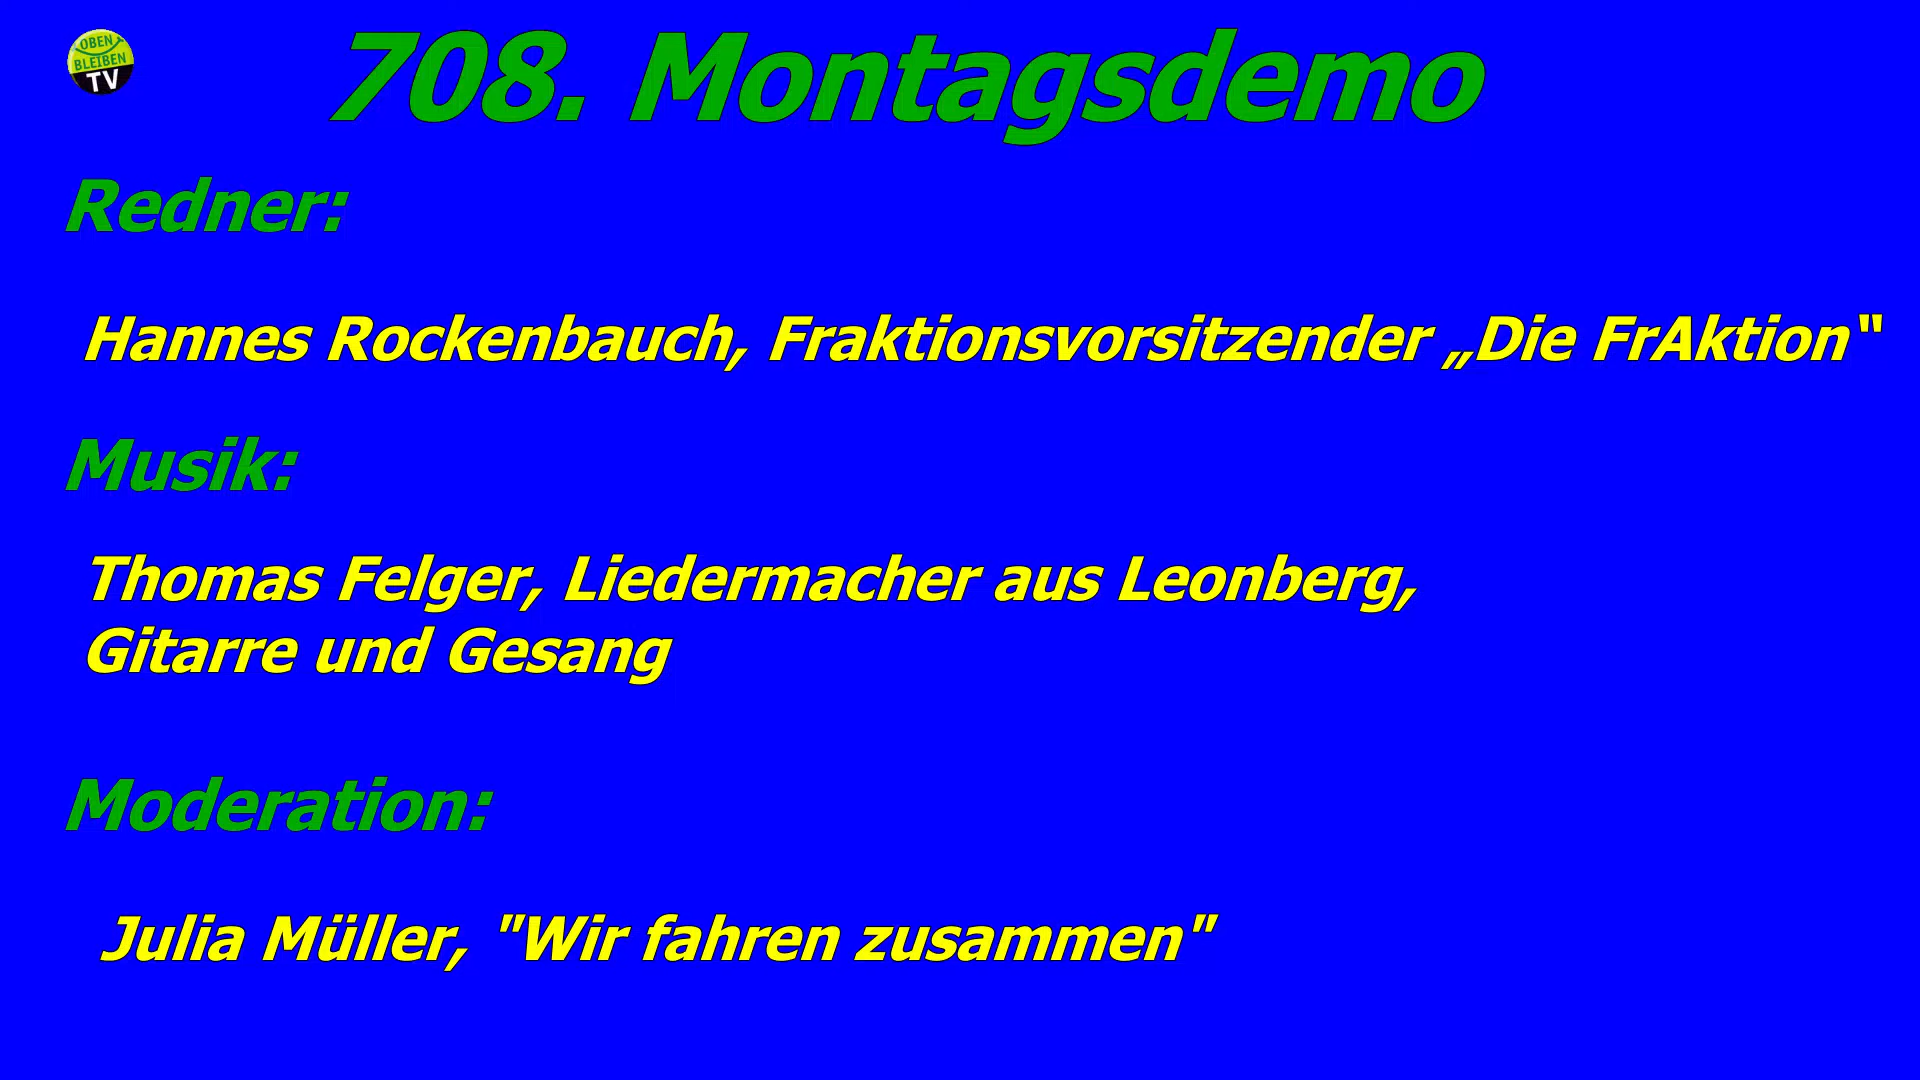 OBEN
BLEIBEN
TV
708. Montagsdemo
Redner:
Hannes Rockenbauch, Fraktionsvorsitzender „Die FrAktion“
Musik:
Thomas Felger, Liedermacher aus Leonberg,
Gitarre und Gesang
Moderation:
Julia Müller, "Wir fahren zusammen"